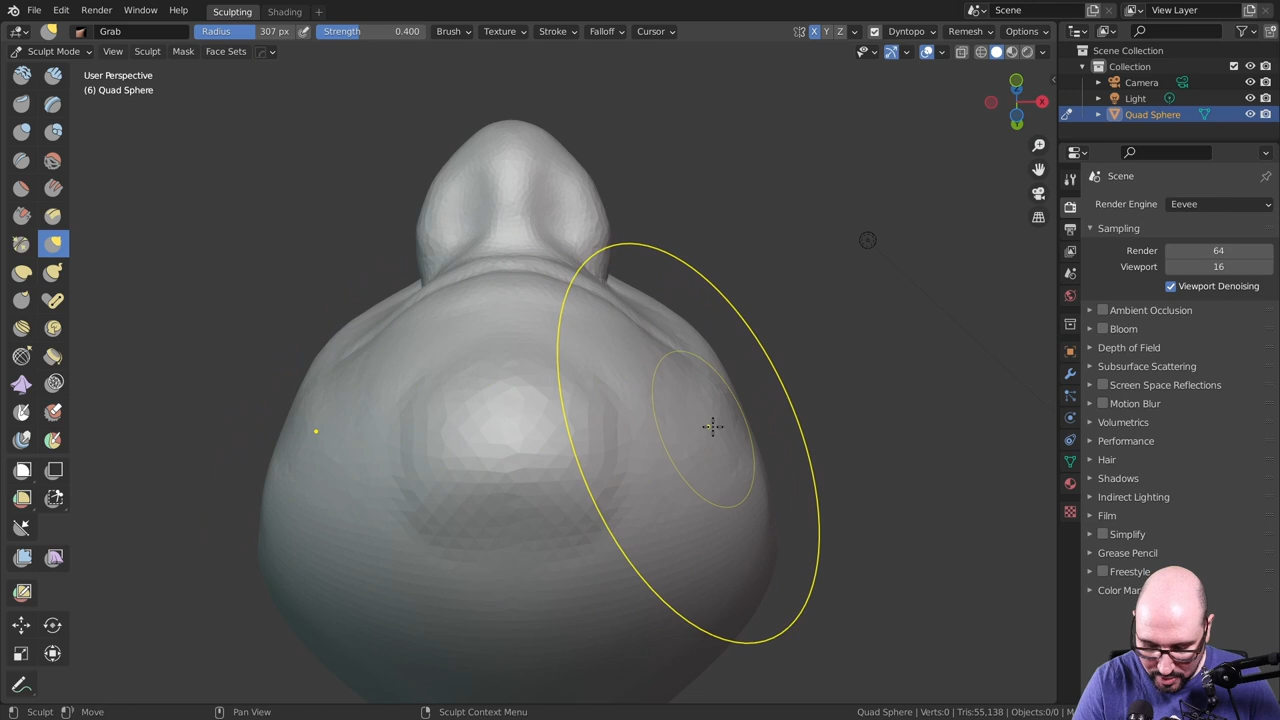 File Edit Render Window Help Sculpting Shading + Scene View Layer
Grab Radius 307 px Strength 0.400 Brush Texture Stroke Falloff Cursor X Y Z Dyntopo Remesh Options
Sculpt Mode View Sculpt Mask Face Sets
User Perspective
(6) Quad Sphere
X
Y
Scene Collection
Collection
Camera
Light
Quad Sphere
Scene
Render Engine Eevee
Sampling
Render 64
Viewport 16
Viewport Denoising
Ambient Occlusion
Bloom
Depth of Field
Subsurface Scattering
Screen Space Reflections
Motion Blur
Volumetrics
Performance
Hair
Shadows
Indirect Lighting
Film
Simplify
Grease Pencil
Freestyle
Color Mar
Sculpt Move Pan View Sculpt Context Menu Quad Sphere | Verts:0 | Tris:55,138 | Objects:0/0 | M